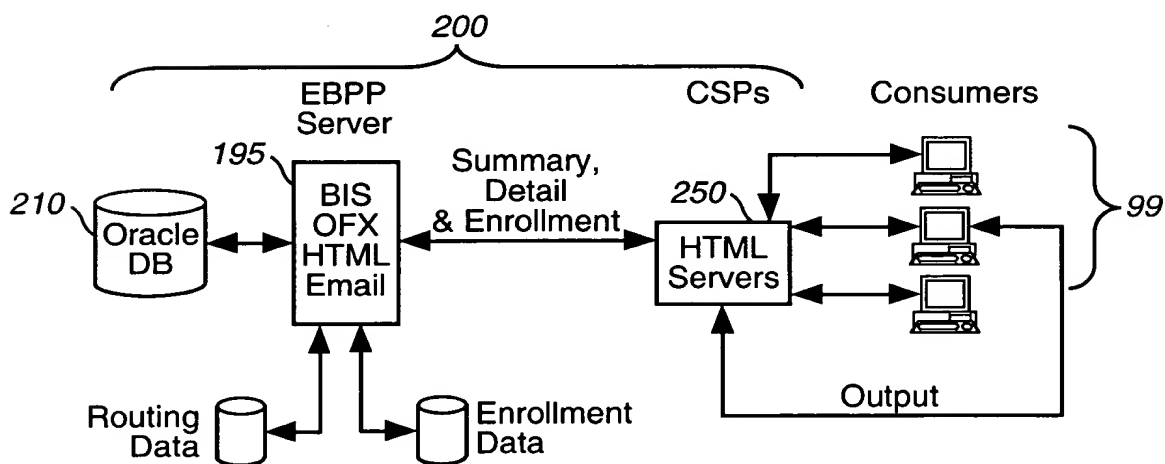 200
EBPP
Server
CSPs
Consumers
195
BIS
OFX
HTML
Email
210
Oracle
DB
Summary,
Detail
& Enrollment
250
HTML
Servers
99
Routing
Data
Enrollment
Data
Output